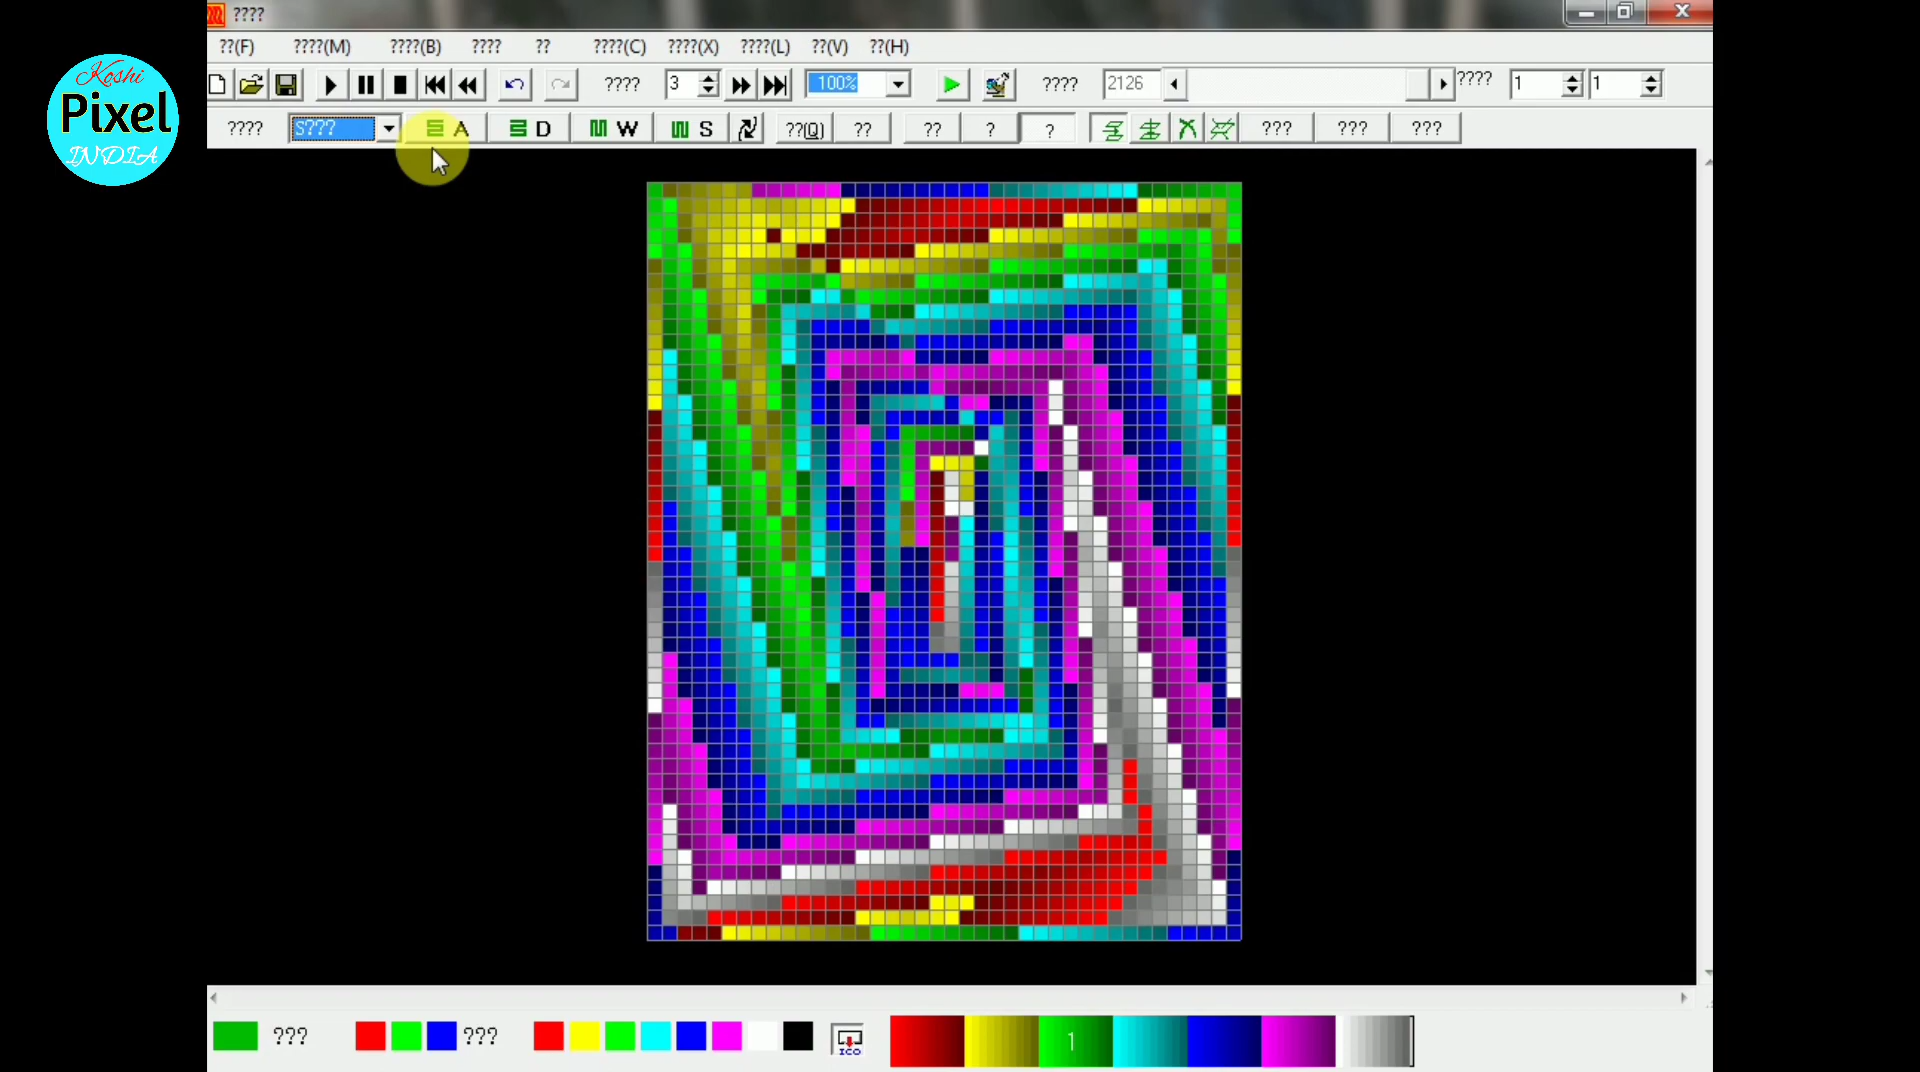 ????
Koshi
Pixel
INDIA
??(F) ????(M) ????(B) ???? ?? ????(C) ????(X) ????(L) ??(V) ??(H)
???? 3 100% ???? 2126 ???? 1 1
???? S??? A D W S ??(Q) ?? ?? ? ? ??? ??? ???
??? ??? ICO 1